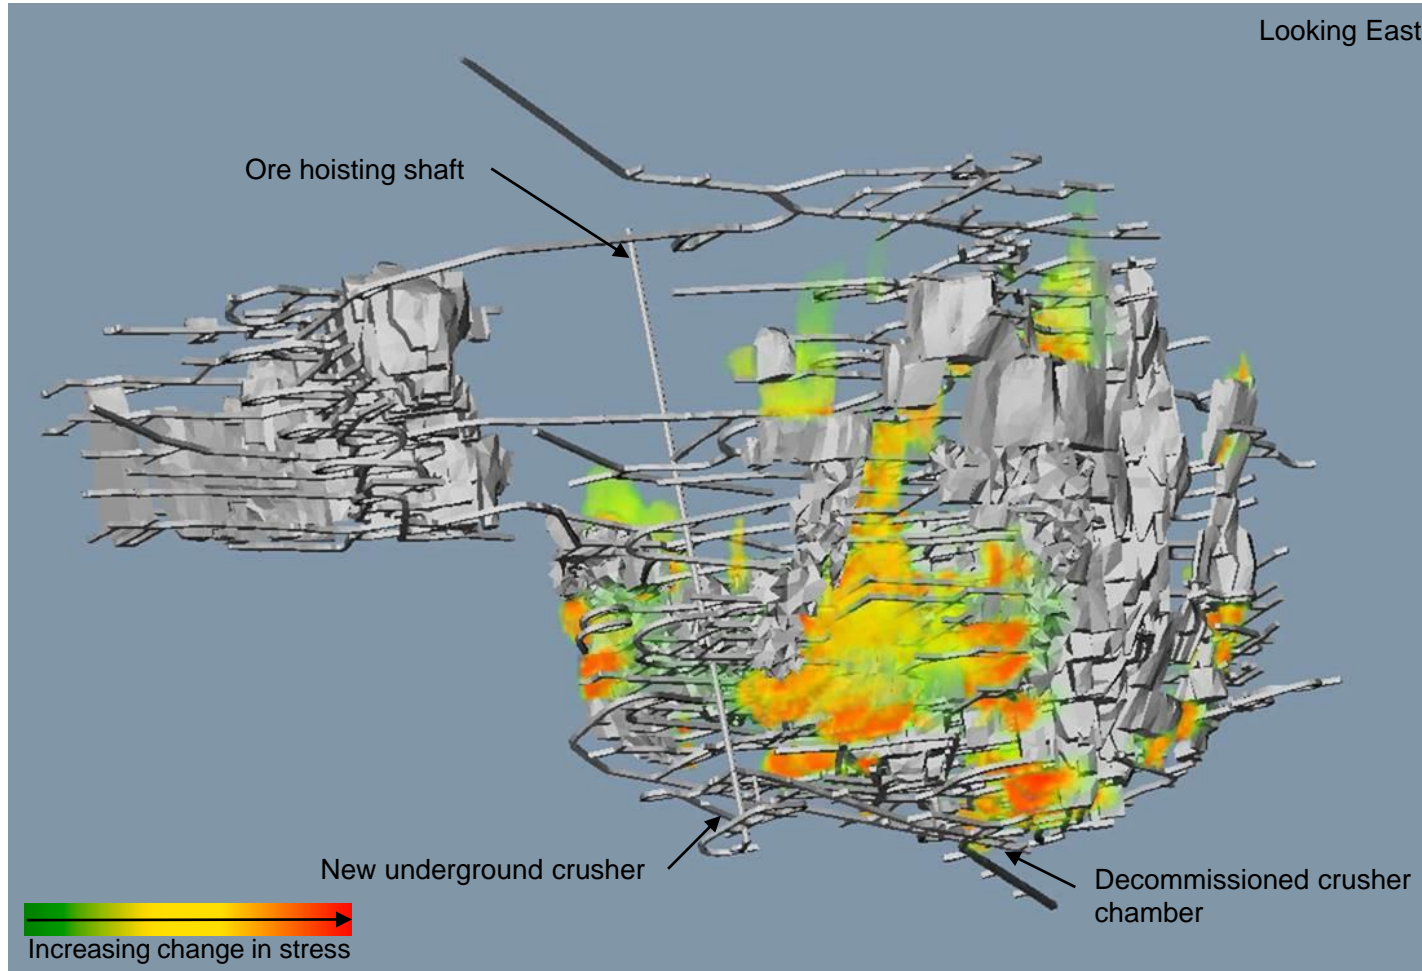 Looking East
Ore hoisting shaft
New underground crusher
Decommissioned crusher
chamber
Increasing change in stress